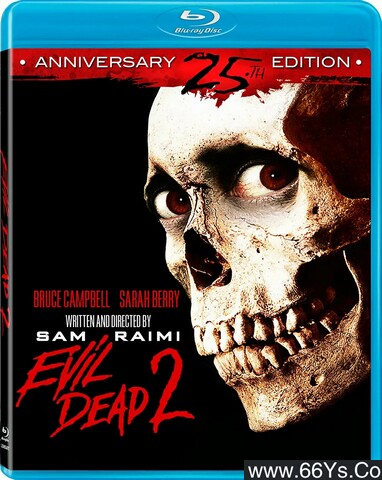 Blu-ray Disc
• ANNIVERSARY 25TH EDITION •
BRUCE CAMPBELL SARAH BERRY
WRITTEN AND DIRECTED BY
SAM RAIMI
EVIL
DEAD 2
EVIL DEAD 2
www.66Ys.Co